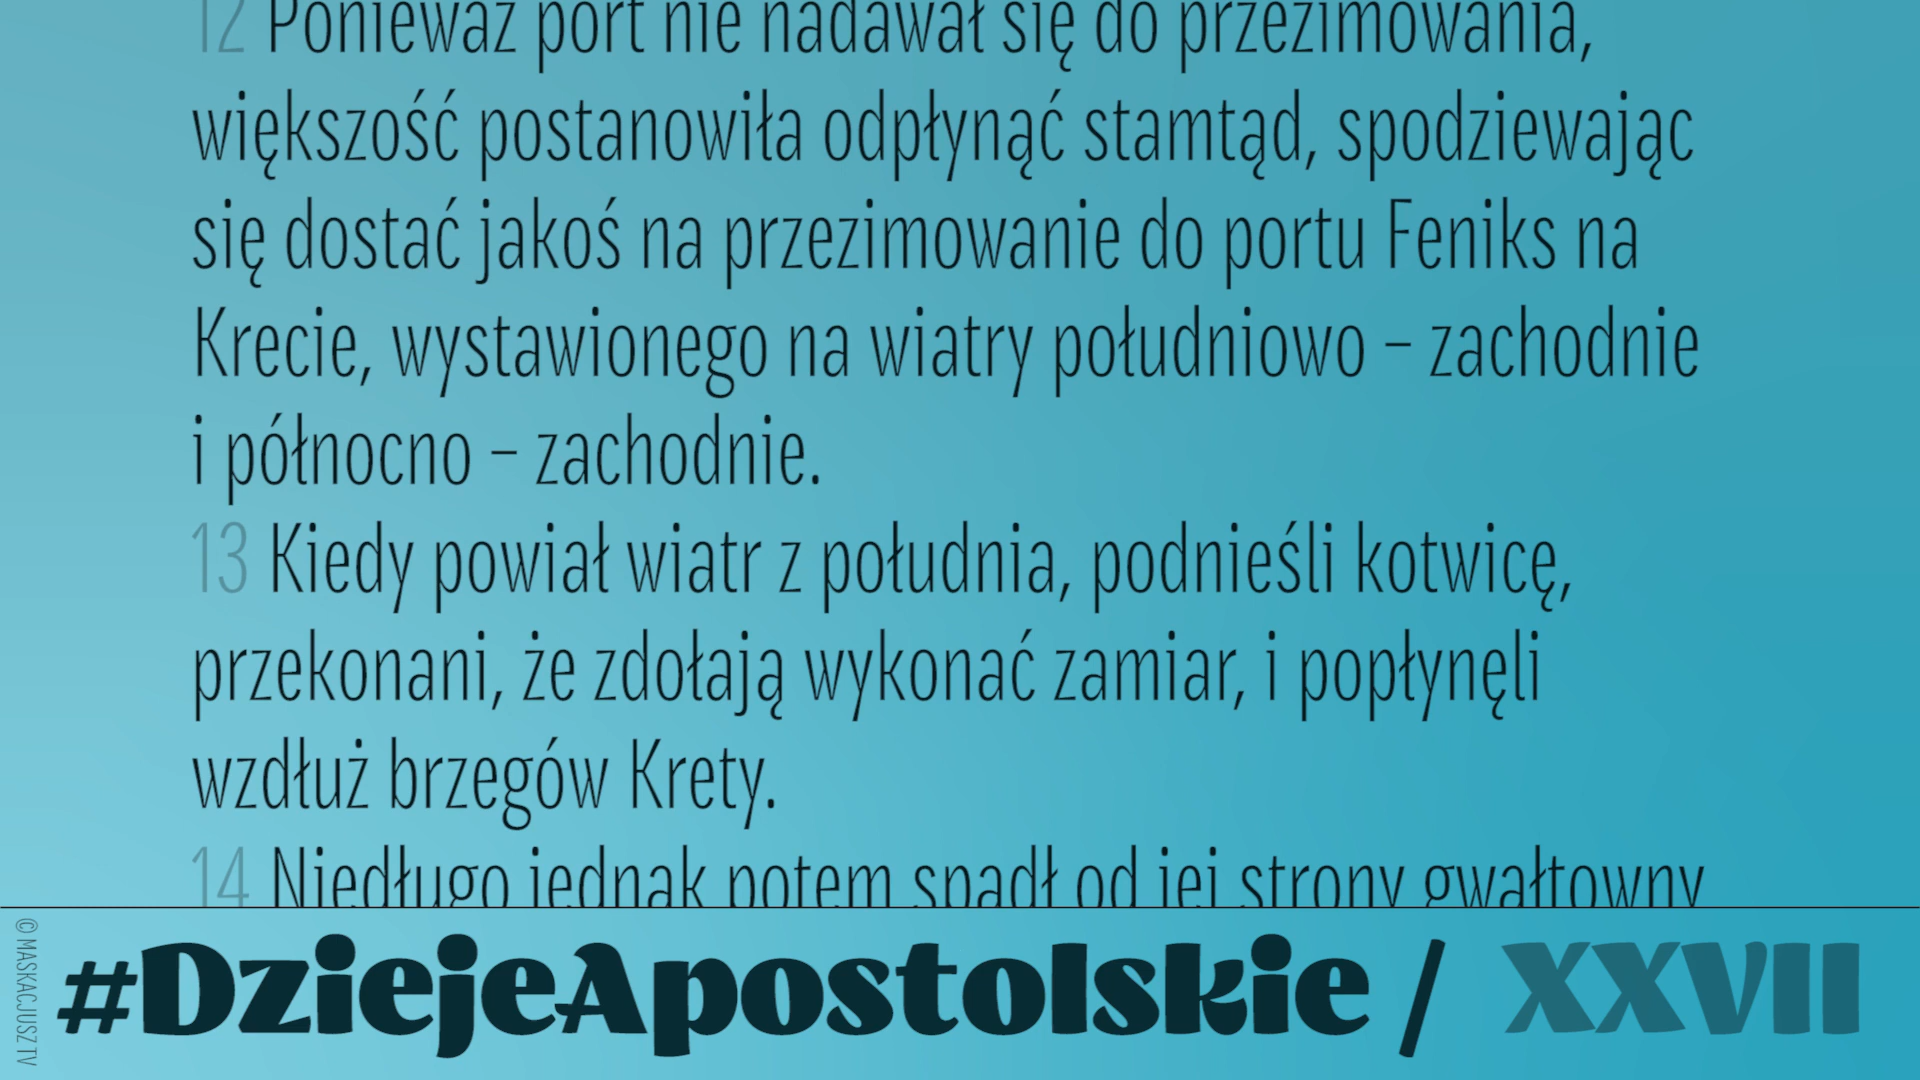 12 Ponieważ port nie nadawał się do przezimowania,
większość postanowiła odpłynąć stamtąd, spodziewając
się dostać jakoś na przezimowanie do portu Feniks na
Krecie, wystawionego na wiatry południowo – zachodnie
i północno – zachodnie.
13 Kiedy powiał wiatr z południa, podnieśli kotwicę,
przekonani, że zdołają wykonać zamiar, i popłynęli
wzdłuż brzegów Krety.
14 Niedługo jednak potem spadł od jej strony gwałtowny
#DziejeApostolskie / XXVII
© MASKACJUSZ TV